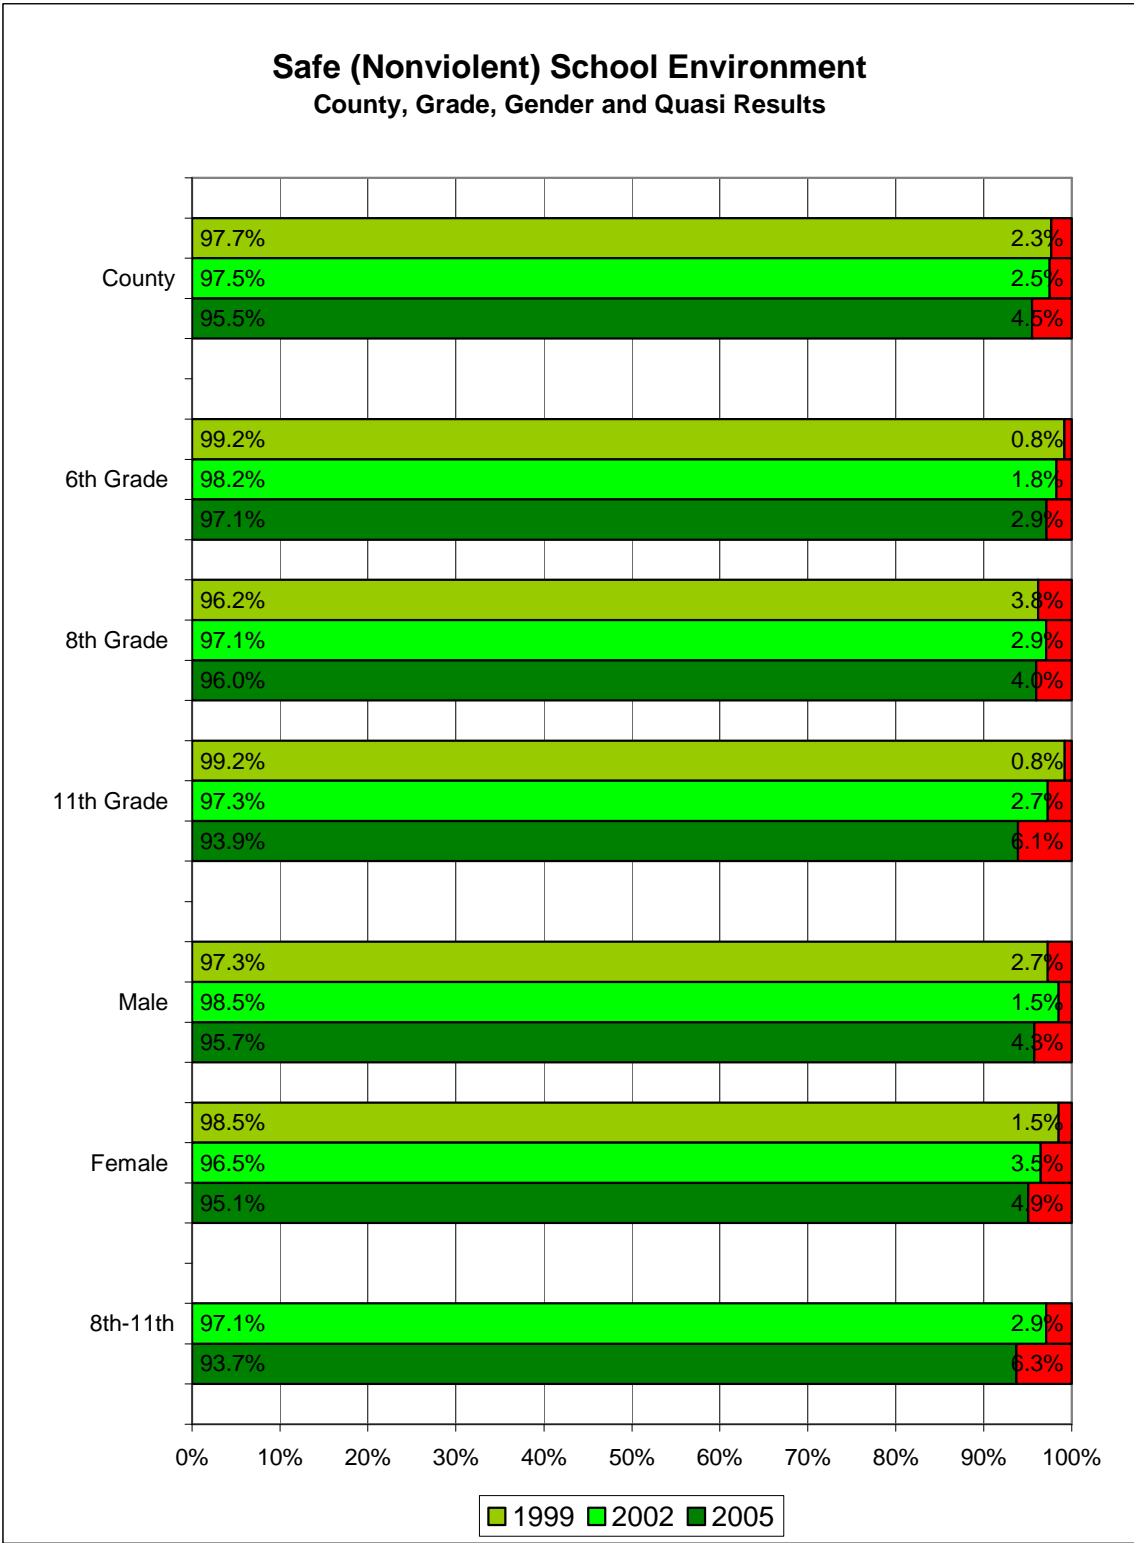 Safe (Nonviolent) School Environment
County, Grade, Gender and Quasi Results
97.7% 2.3%
County 97.5% 2.5%
95.5% 4.5%
99.2% 0.8%
6th Grade 98.2% 1.8%
97.1% 2.9%
96.2% 3.8%
8th Grade 97.1% 2.9%
96.0% 4.0%
99.2% 0.8%
11th Grade 97.3% 2.7%
93.9% 6.1%
97.3% 2.7%
Male 98.5% 1.5%
95.7% 4.3%
98.5% 1.5%
Female 96.5% 3.5%
95.1% 4.9%
8th-11th 97.1% 2.9%
93.7% 6.3%
0% 10% 20% 30% 40% 50% 60% 70% 80% 90% 100%
1999 2002 2005